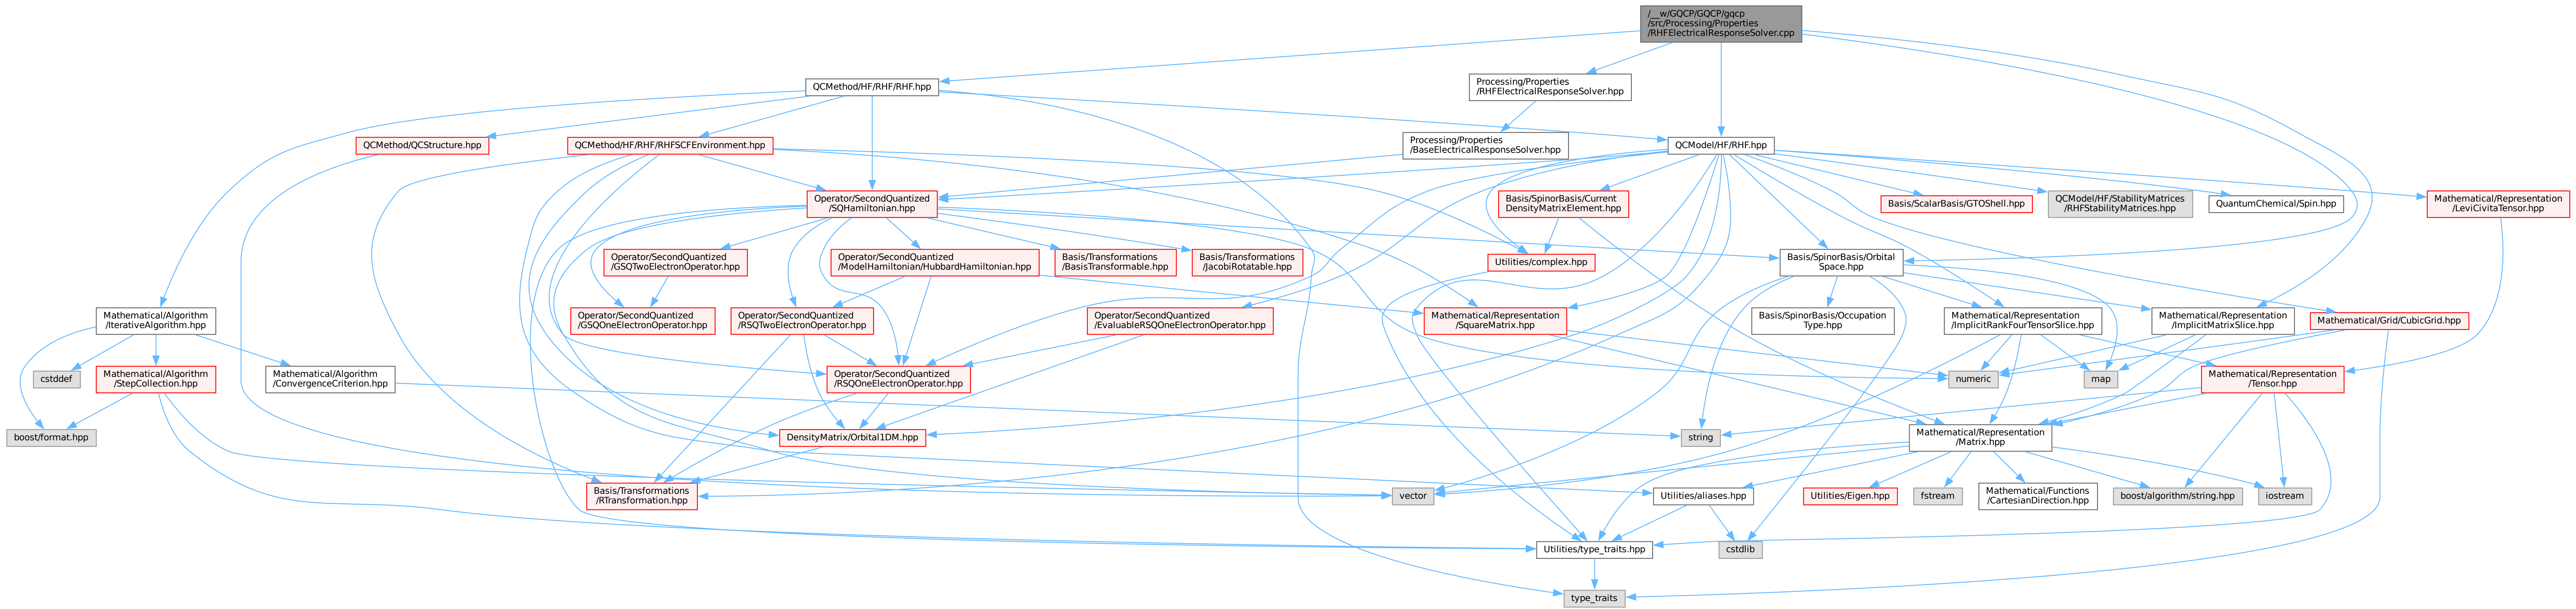 /__w/GQCP/GQCP/gqcp
/src/Processing/Properties
/RHFElectricalResponseSolver.cpp
QCMethod/HF/RHF/RHF.hpp
Processing/Properties
/RHFElectricalResponseSolver.hpp
QCMethod/QCStructure.hpp
QCMethod/HF/RHF/RHFSCFEnvironment.hpp
Processing/Properties
/BaseElectricalResponseSolver.hpp
QCModel/HF/RHF.hpp
Operator/SecondQuantized
/SQHamiltonian.hpp
Basis/SpinorBasis/Current
DensityMatrixElement.hpp
Basis/ScalarBasis/GTOShell.hpp
QCModel/HF/StabilityMatrices
/RHFStabilityMatrices.hpp
QuantumChemical/Spin.hpp
Mathematical/Representation
/LeviCivitaTensor.hpp
Operator/SecondQuantized
/GSQTwoElectronOperator.hpp
Operator/SecondQuantized
/ModelHamiltonian/HubbardHamiltonian.hpp
Basis/Transformations
/BasisTransformable.hpp
Basis/Transformations
/JacobiRotatable.hpp
Utilities/complex.hpp
Basis/SpinorBasis/Orbital
Space.hpp
Mathematical/Algorithm
/IterativeAlgorithm.hpp
Operator/SecondQuantized
/GSQOneElectronOperator.hpp
Operator/SecondQuantized
/RSQTwoElectronOperator.hpp
Operator/SecondQuantized
/EvaluableRSQOneElectronOperator.hpp
Mathematical/Representation
/SquareMatrix.hpp
Basis/SpinorBasis/Occupation
Type.hpp
Mathematical/Representation
/ImplicitRankFourTensorSlice.hpp
Mathematical/Representation
/ImplicitMatrixSlice.hpp
Mathematical/Grid/CubicGrid.hpp
cstddef
Mathematical/Algorithm
/StepCollection.hpp
Mathematical/Algorithm
/ConvergenceCriterion.hpp
Operator/SecondQuantized
/RSQOneElectronOperator.hpp
numeric
map
Mathematical/Representation
/Tensor.hpp
boost/format.hpp
DensityMatrix/Orbital1DM.hpp
string
Mathematical/Representation
/Matrix.hpp
Basis/Transformations
/RTransformation.hpp
vector
Utilities/aliases.hpp
Utilities/Eigen.hpp
fstream
Mathematical/Functions
/CartesianDirection.hpp
boost/algorithm/string.hpp
iostream
Utilities/type_traits.hpp
cstdlib
type_traits